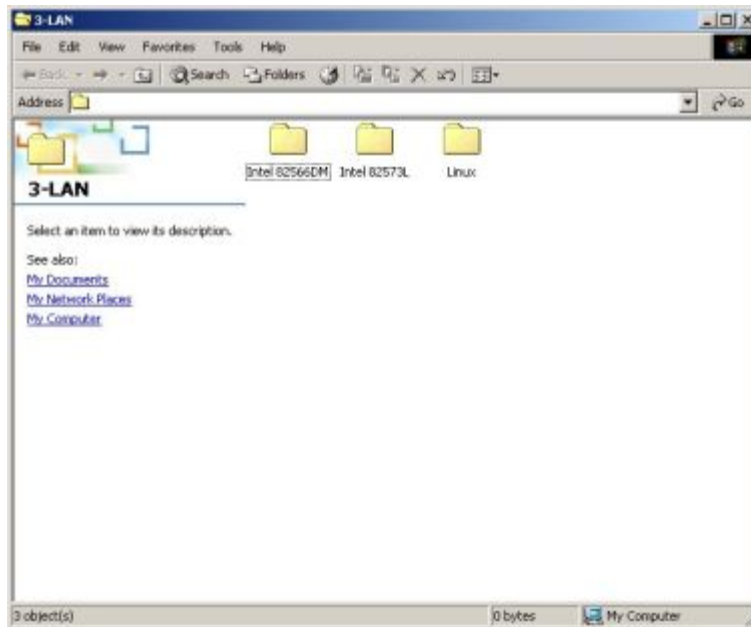 3-LAN
File Edit View Favorites Tools Help
Back Search Folders
Address Go
Intel 82566DM Intel 82573L Linux
3-LAN
Select an item to view its description.
See also:
My Documents
My Network Places
My Computer
3 object(s) 0 bytes My Computer